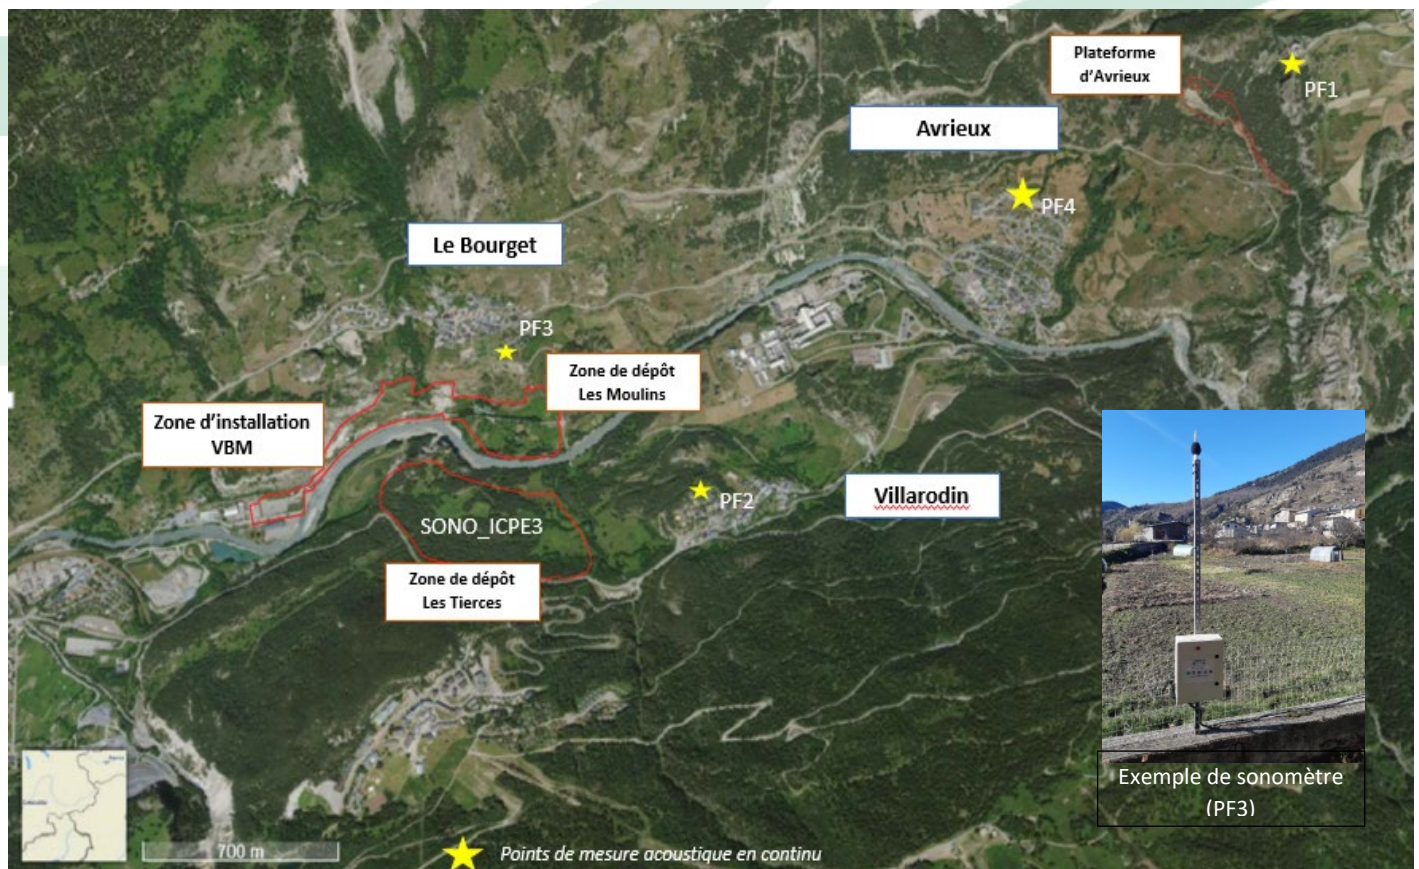 Plateforme
d'Avrieux
PF1
Avrieux
PF4
Le Bourget
PF3
Zone de dépôt
Les Moulins
Zone d'installation
VBM
PF2
Villarodin
SONO_ICPE3
Zone de dépôt
Les Tierces
Exemple de sonomètre
(PF3)
700 m
Points de mesure acoustique en continu